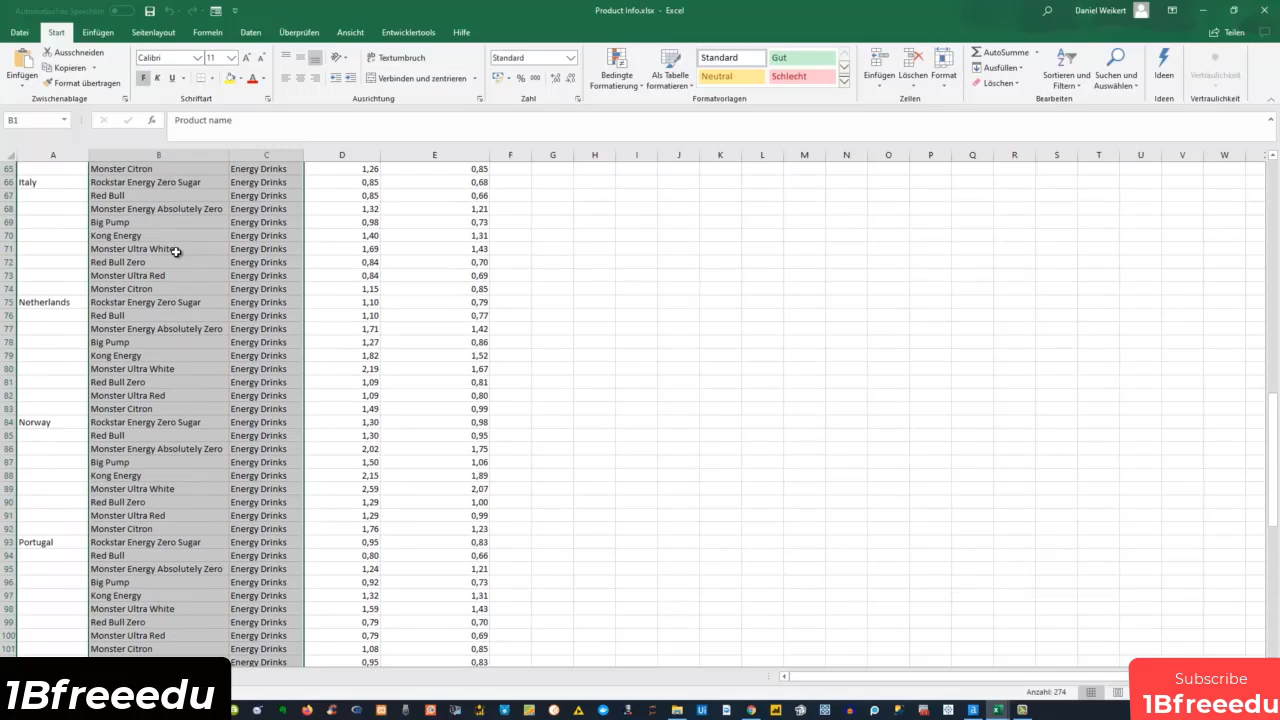 Automatisches Speichern
Product Info.xlsx - Excel
Daniel Weikert
Datei Start Einfügen Seitenlayout Formeln Daten Überprüfen Ansicht Entwicklertools Hilfe Teilen
Einfügen
Ausschneiden
Kopieren
Format übertragen
Zwischenablage
Calibri 11
F K U
Schriftart
Textumbruch
Verbinden und zentrieren
Ausrichtung
Standard
Zahl
Bedingte Formatierung
Als Tabelle formatieren
Standard Gut
Neutral Schlecht
Formatvorlagen
Einfügen Löschen Format
Zellen
AutoSumme
Ausfüllen
Löschen
Sortieren und Filtern
Suchen und Auswählen
Bearbeiten
Ideen
Ideen
Vertraulichkeit
Vertraulichkeit
B1 fx Product name
A B C D E F G H I J K L M N O P Q R S T U V W
65 Monster Citron Energy Drinks 1,26 0,85
66 Italy Rockstar Energy Zero Sugar Energy Drinks 0,85 0,68
67 Red Bull Energy Drinks 0,85 0,66
68 Monster Energy Absolutely Zero Energy Drinks 1,32 1,21
69 Big Pump Energy Drinks 0,98 0,73
70 Kong Energy Energy Drinks 1,40 1,31
71 Monster Ultra White Energy Drinks 1,69 1,43
72 Red Bull Zero Energy Drinks 0,84 0,70
73 Monster Ultra Red Energy Drinks 0,84 0,69
74 Monster Citron Energy Drinks 1,15 0,85
75 Netherlands Rockstar Energy Zero Sugar Energy Drinks 1,10 0,79
76 Red Bull Energy Drinks 1,10 0,77
77 Monster Energy Absolutely Zero Energy Drinks 1,71 1,42
78 Big Pump Energy Drinks 1,27 0,86
79 Kong Energy Energy Drinks 1,82 1,52
80 Monster Ultra White Energy Drinks 2,19 1,67
81 Red Bull Zero Energy Drinks 1,09 0,81
82 Monster Ultra Red Energy Drinks 1,09 0,80
83 Monster Citron Energy Drinks 1,49 0,99
84 Norway Rockstar Energy Zero Sugar Energy Drinks 1,30 0,98
85 Red Bull Energy Drinks 1,30 0,95
86 Monster Energy Absolutely Zero Energy Drinks 2,02 1,75
87 Big Pump Energy Drinks 1,50 1,06
88 Kong Energy Energy Drinks 2,15 1,89
89 Monster Ultra White Energy Drinks 2,59 2,07
90 Red Bull Zero Energy Drinks 1,29 1,00
91 Monster Ultra Red Energy Drinks 1,29 0,99
92 Monster Citron Energy Drinks 1,76 1,23
93 Portugal Rockstar Energy Zero Sugar Energy Drinks 0,95 0,83
94 Red Bull Energy Drinks 0,80 0,66
95 Monster Energy Absolutely Zero Energy Drinks 1,24 1,21
96 Big Pump Energy Drinks 0,92 0,73
97 Kong Energy Energy Drinks 1,32 1,31
98 Monster Ultra White Energy Drinks 1,59 1,43
99 Red Bull Zero Energy Drinks 0,79 0,70
100 Monster Ultra Red Energy Drinks 0,79 0,69
101 Monster Citron Energy Drinks 1,08 0,85
Energy Drinks 0,95 0,83
Anzahl: 274
1Bfreeedu
Subscribe
1Bfreeedu